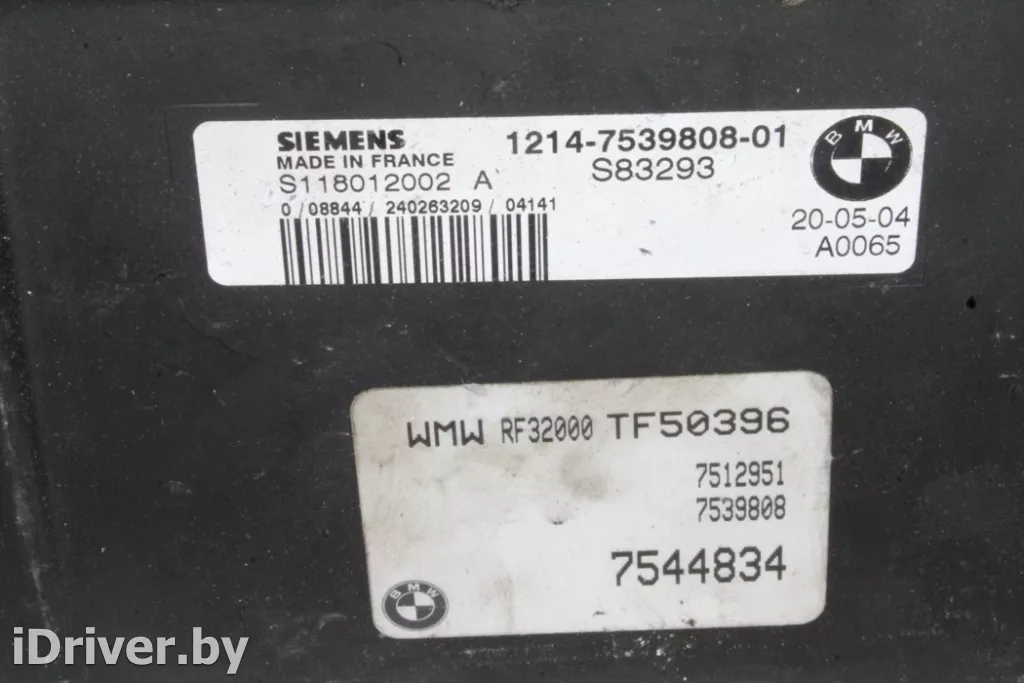 SIEMENS
MADE IN FRANCE
S118012002 A
0/08844/240263209/04141
1214-7539808-01
S83293
BMW
20-05-04
A0065
WMW RF32000 TF50396
7512951
7539808
7544834
BMW
iDriver.by